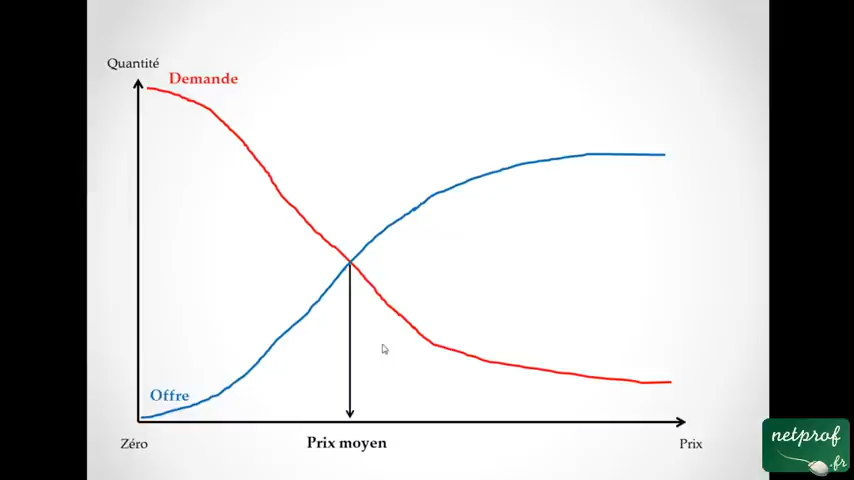 Quantité
Demande
Offre
Zéro
Prix moyen
Prix
netprof
.fr